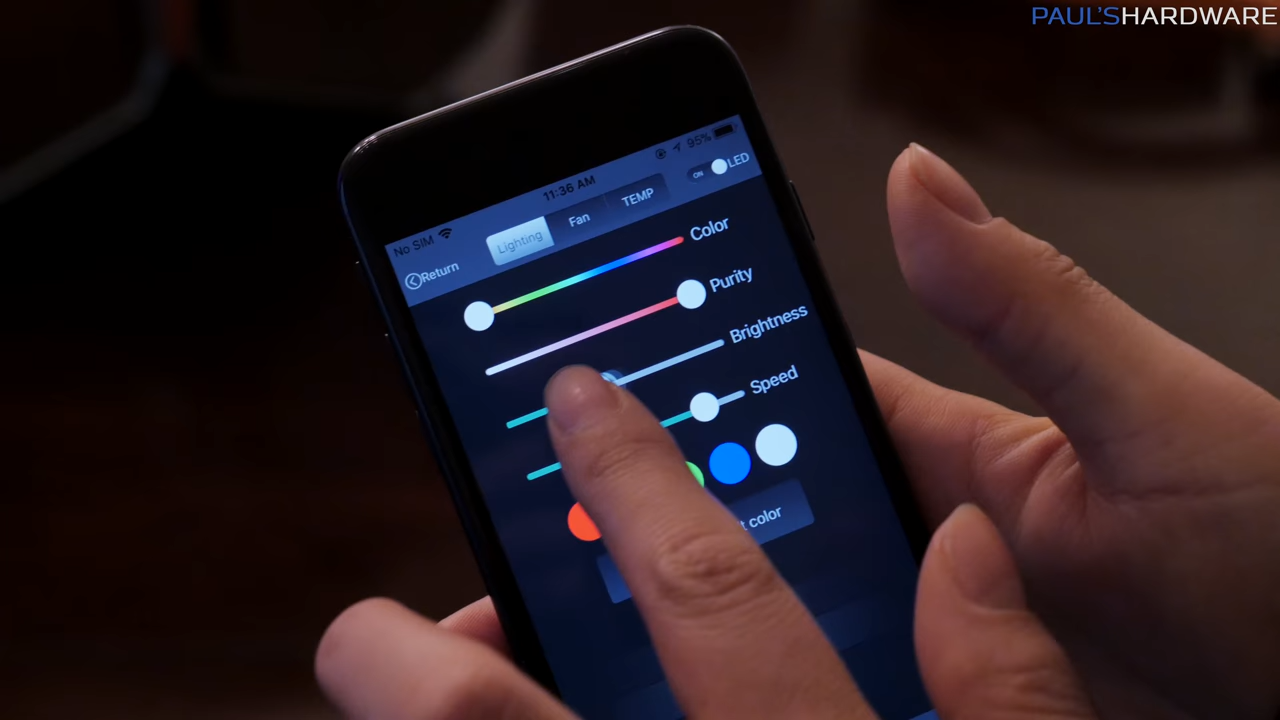 PAUL'SHARDWARE
No SIM 11:36 AM 95%
Return Lighting Fan TEMP ON LED
Color
Purity
Brightness
Speed
color